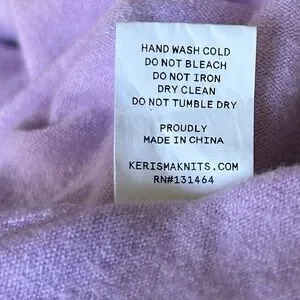 HAND WASH COLD
DO NOT BLEACH
DO NOT IRON
DRY CLEAN
DO NOT TUMBLE DRY
PROUDLY
MADE IN CHINA
KERISMAKNITS.COM
RN#131464